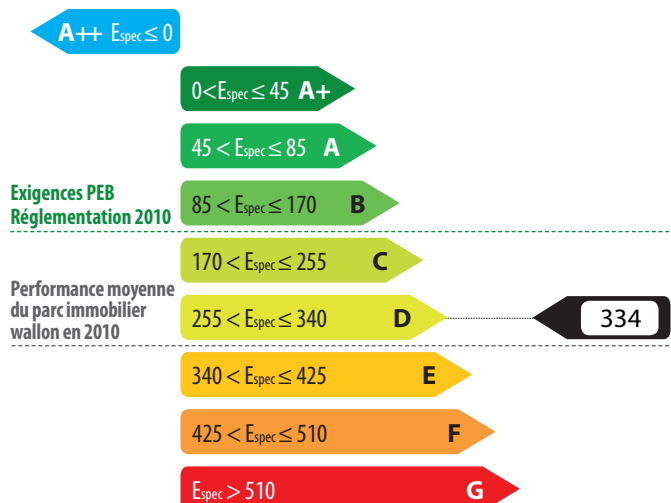 A++ Espec ≤ 0
0<Espec ≤ 45 A+
45 < Espec ≤ 85 A
Exigences PEB
Réglementation 2010
85 < Espec ≤ 170 B
170 < Espec ≤ 255 C
Performance moyenne
du parc immobilier
wallon en 2010
255 < Espec ≤ 340 D
334
340 < Espec ≤ 425 E
425 < Espec ≤ 510 F
Espec > 510 G